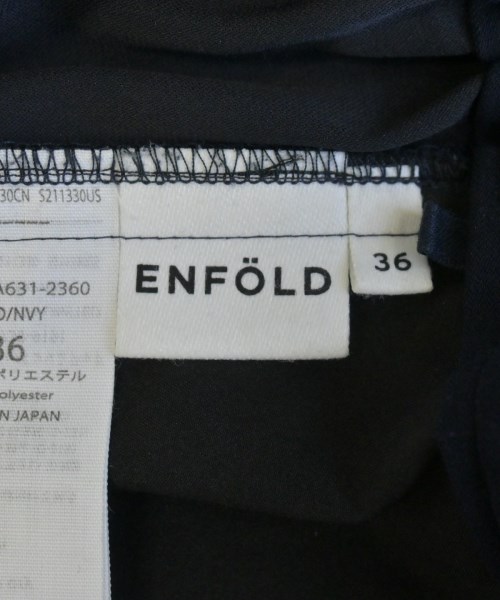 30CN S211330US
ENFÖLD
36
A631-2360
/NVY
36
ポリエステル
olyester
N JAPAN